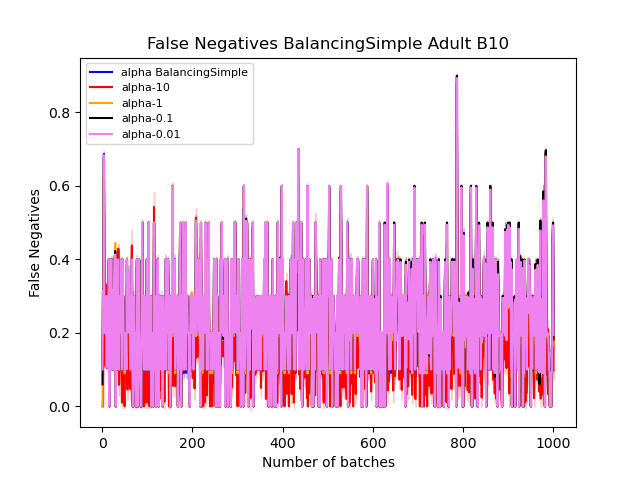 False Negatives BalancingSimple Adult B10
alpha BalancingSimple
alpha-10
alpha-1
alpha-0.1
alpha-0.01
False Negatives
0.8
0.6
0.4
0.2
0.0
0 200 400 600 800 1000
Number of batches